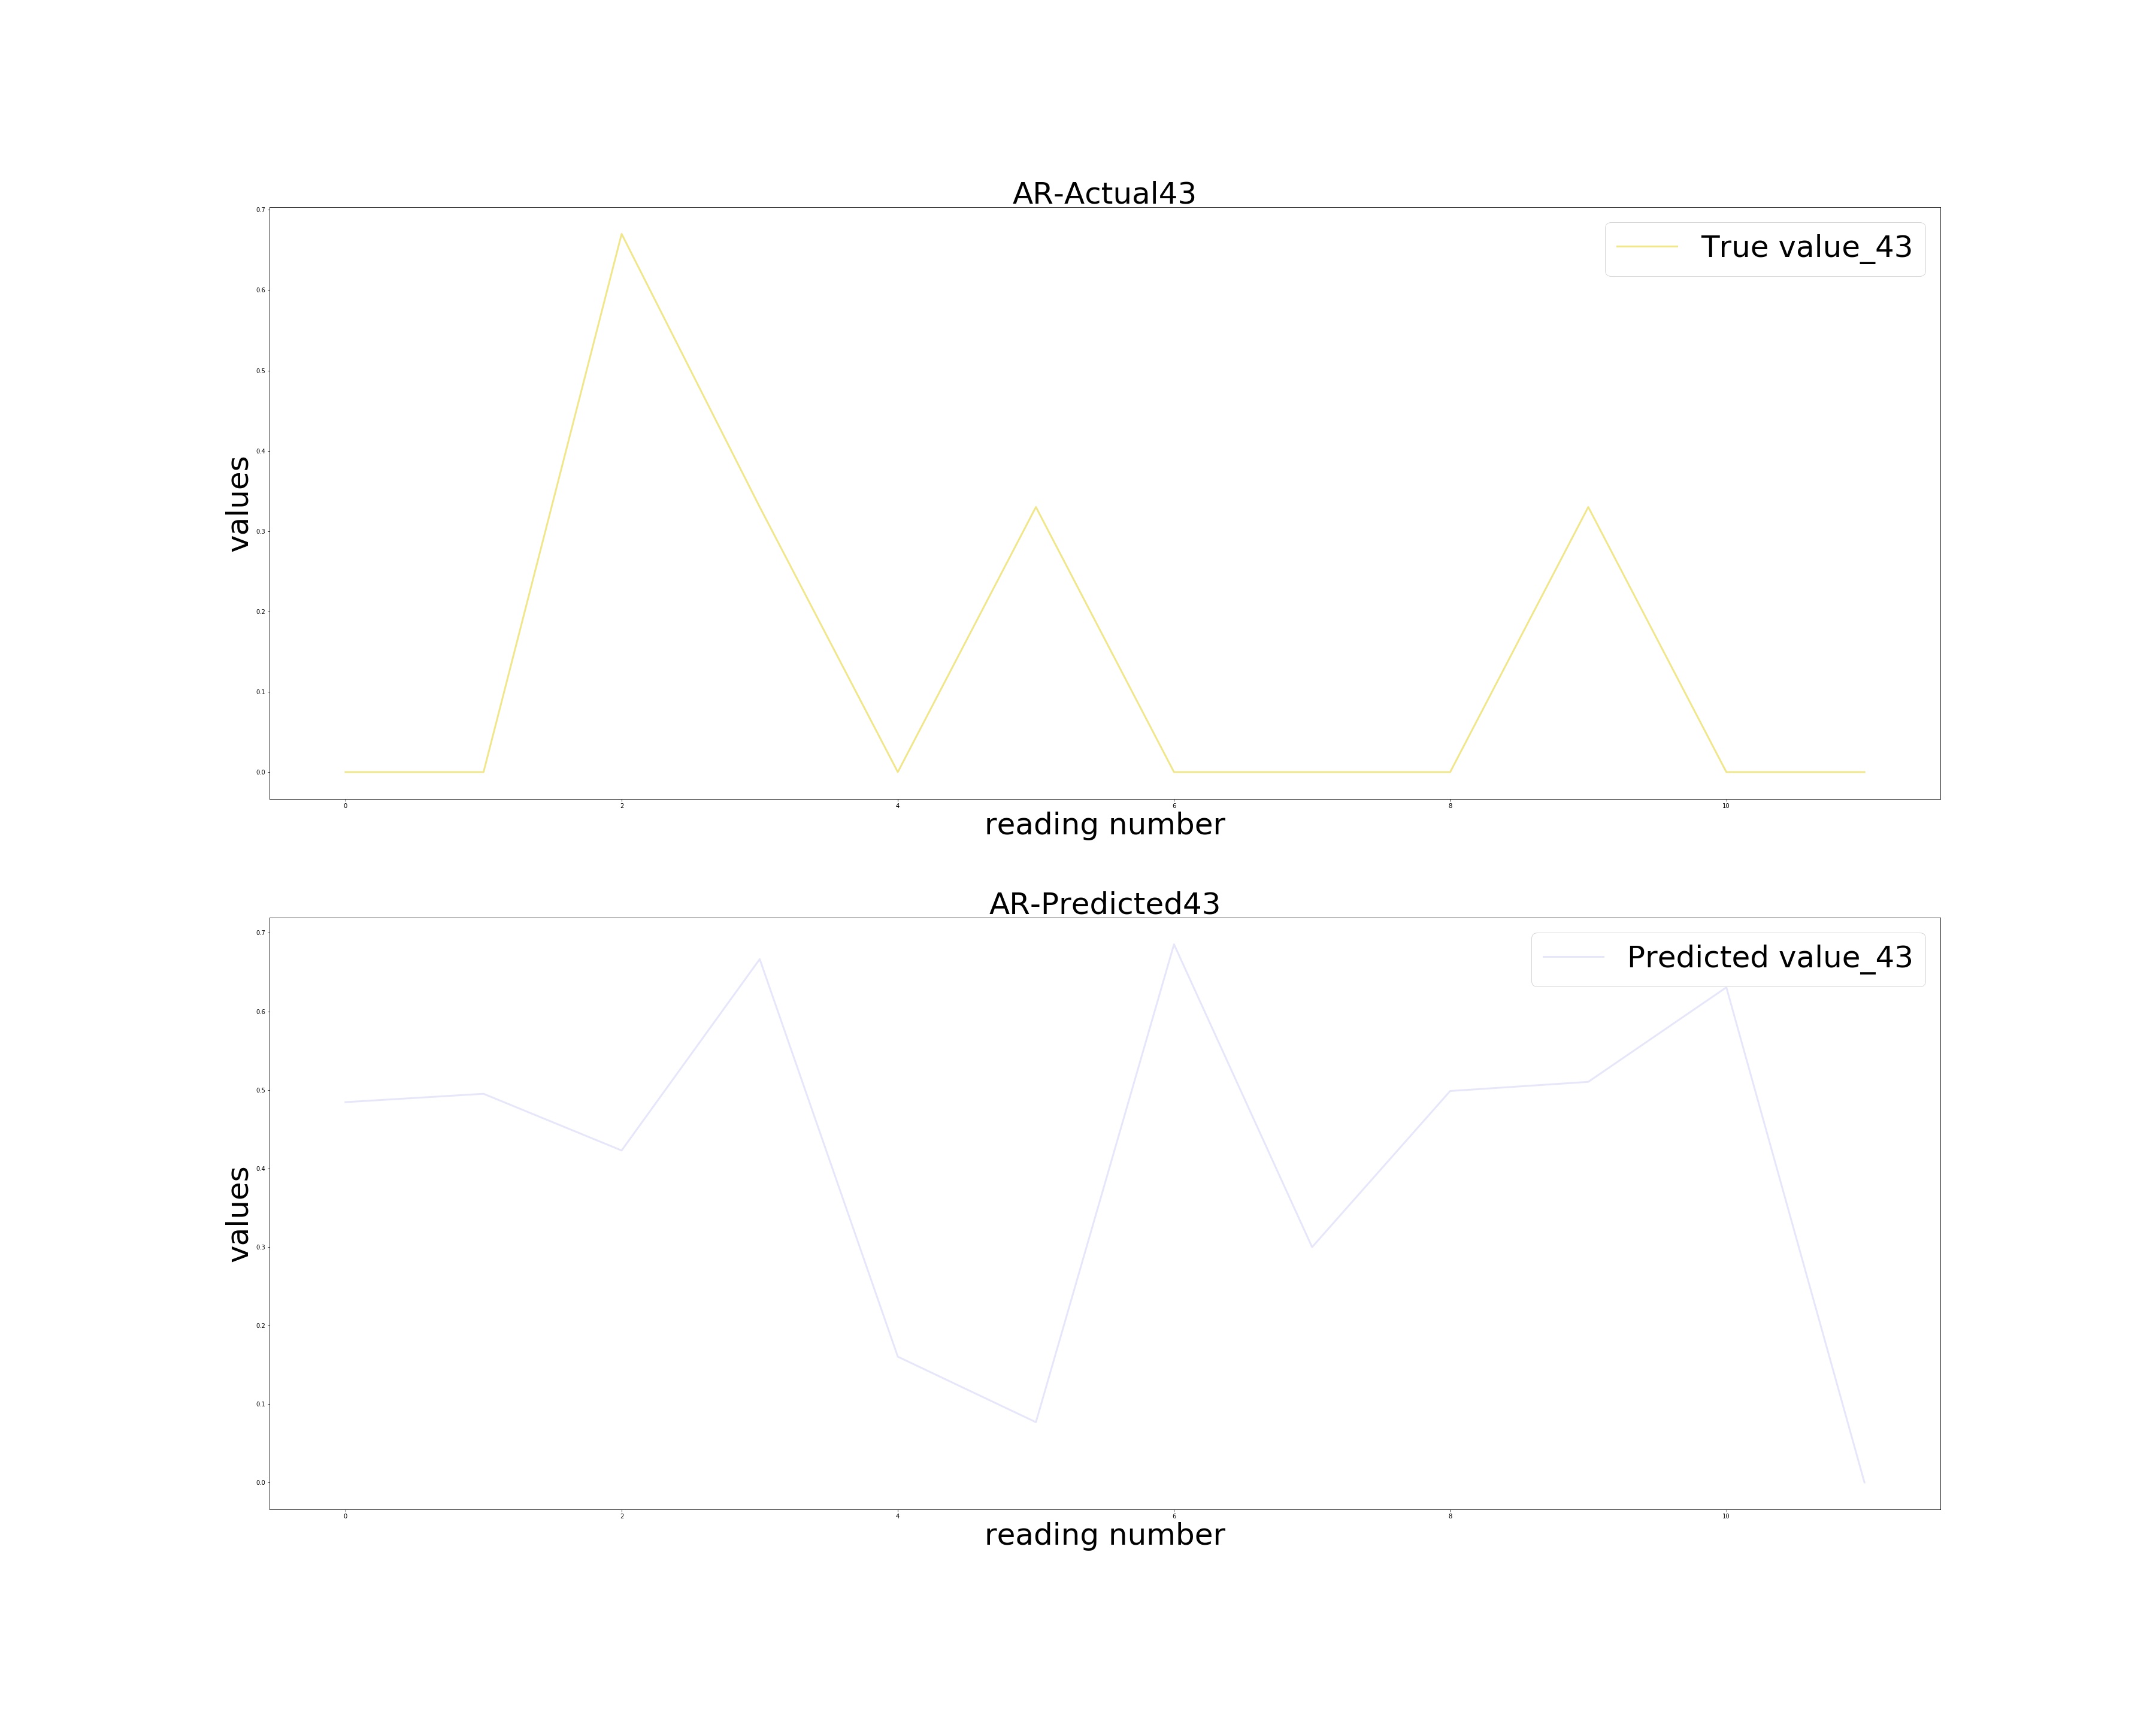 AR-Actual43
True value_43
0.7
0.6
0.5
0.4
0.3
0.2
0.1
0.0
values
0 2 4 6 8 10
reading number
AR-Predicted43
Predicted value_43
0.7
0.6
0.5
0.4
0.3
0.2
0.1
0.0
values
0 2 4 6 8 10
reading number